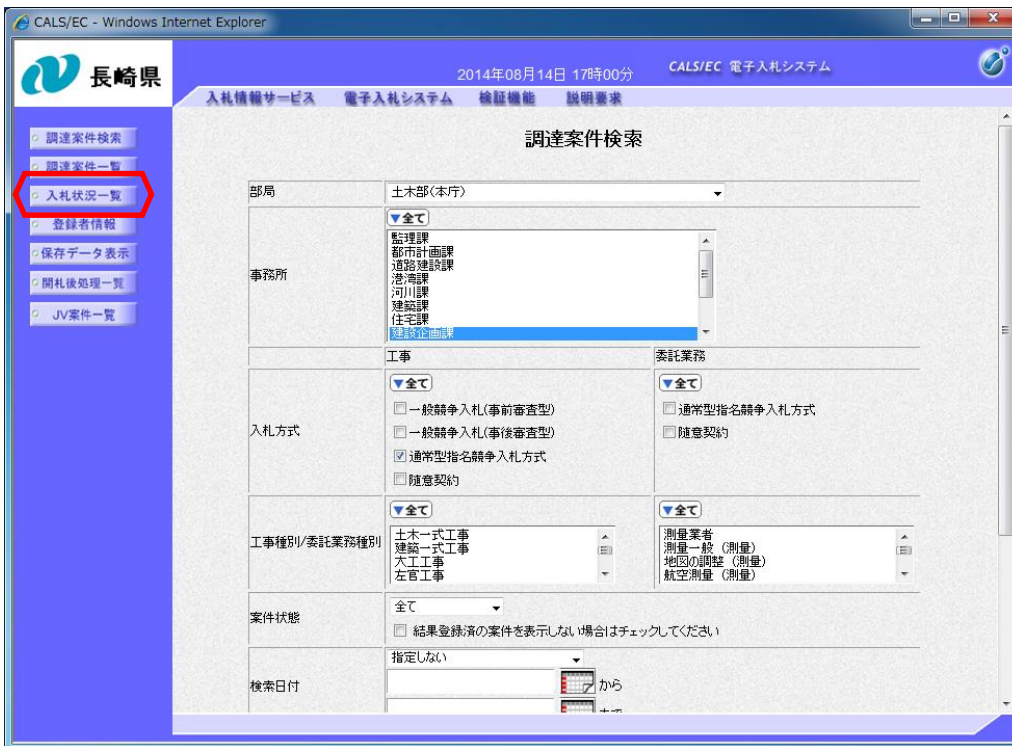 CALS/EC - Windows Internet Explorer
長崎県
2014年08月14日 17時00分
CALS/EC 電子入札システム
入札情報サービス 電子入札システム 検証機能 説明要求
調達案件検索
調達案件一覧
入札状況一覧
登録者情報
保存データ表示
開札後処理一覧
JV案件一覧
調達案件検索
部局 土木部(本庁)
事務所
▼全て
監理課
都市計画課
道路建設課
港湾課
河川課
建築課
住宅課
建設企画課
工事 委託業務
入札方式
▼全て ▼全て
一般競争入札(事前審査型) 通常型指名競争入札方式
一般競争入札(事後審査型) 随意契約
通常型指名競争入札方式
随意契約
工事種別/委託業務種別
▼全て ▼全て
土木一式工事 測量業者
建築一式工事 測量一般 (測量)
大工工事 地図の調整 (測量)
左官工事 航空測量 (測量)
案件状態 全て
結果登録済の案件を表示しない場合はチェックしてください
検索日付 指定しない
から